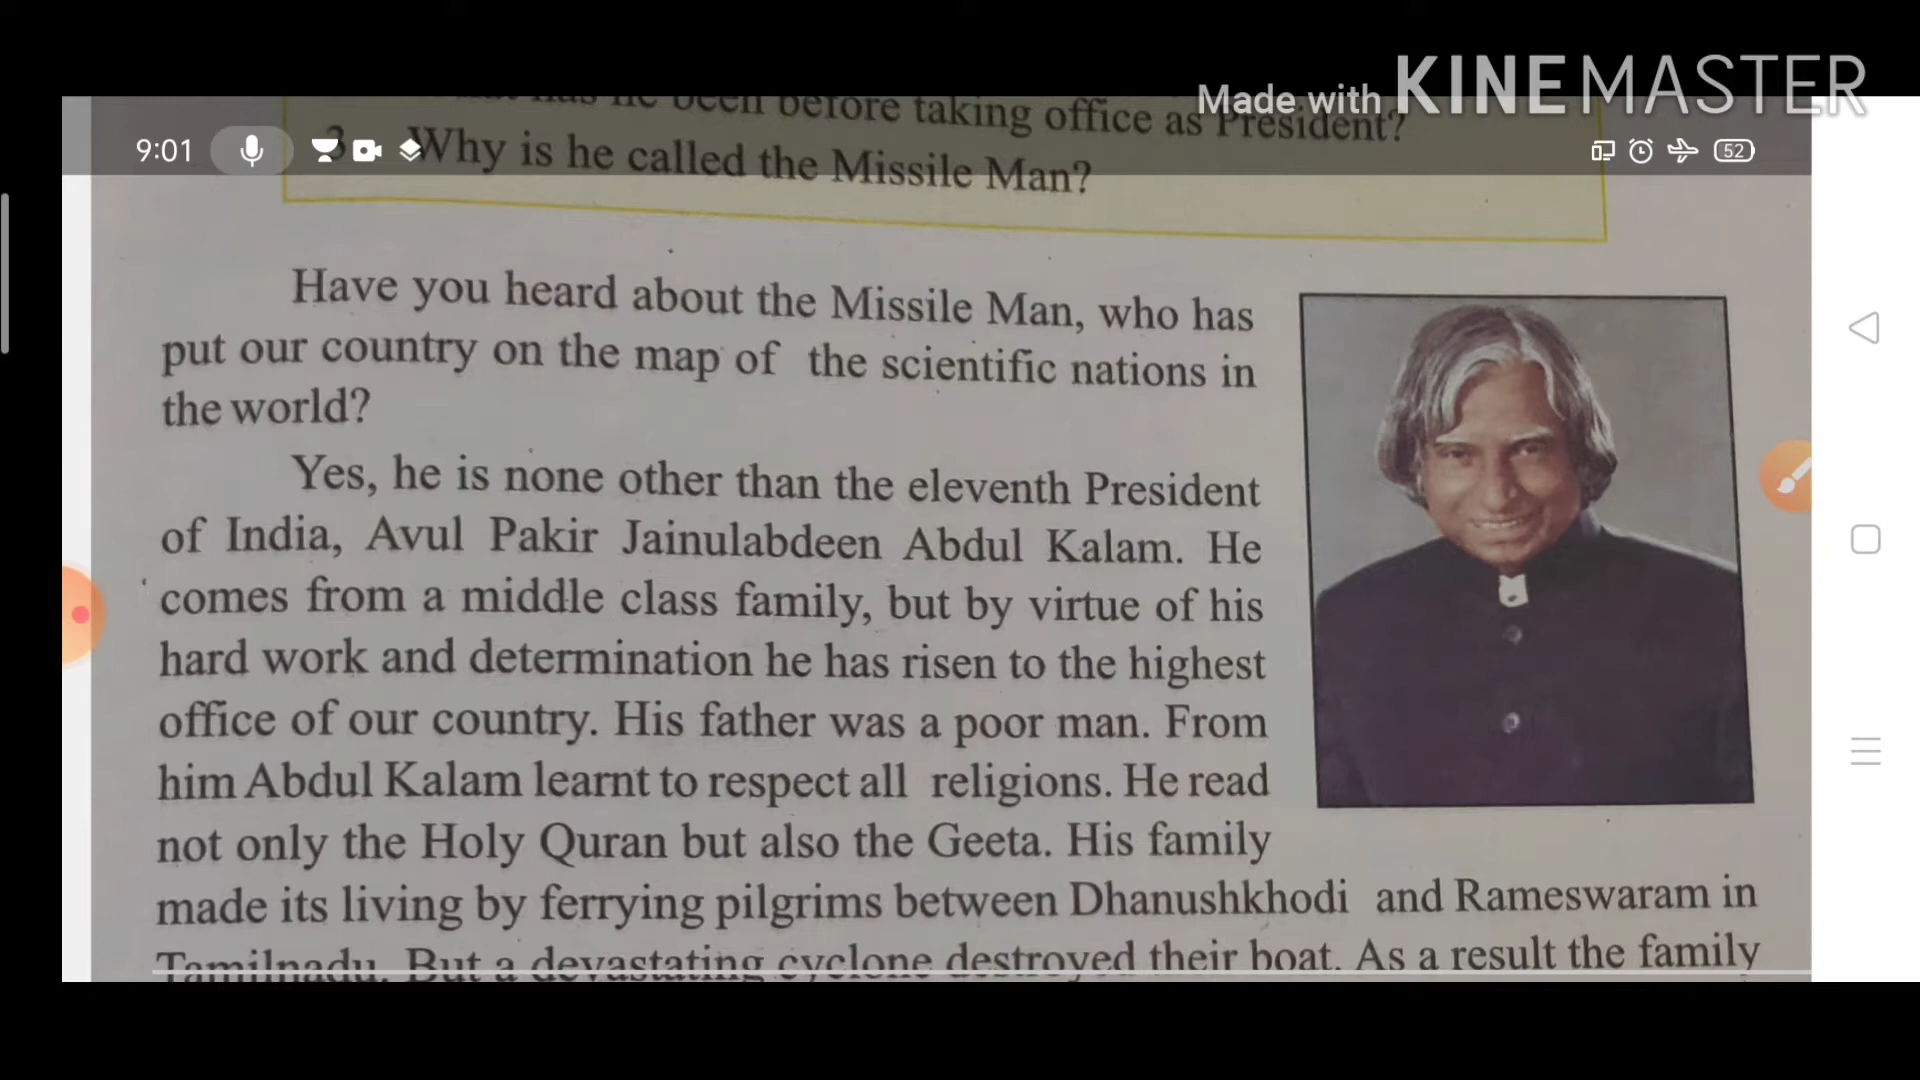 Made with KINEMASTER
he been before taking office as President?
9:01
52
3. Why is he called the Missile Man?
Have you heard about the Missile Man, who has
put our country on the map of the scientific nations in
the world?
Yes, he is none other than the eleventh President
of India, Avul Pakir Jainulabdeen Abdul Kalam. He
comes from a middle class family, but by virtue of his
hard work and determination he has risen to the highest
office of our country. His father was a poor man. From
him Abdul Kalam learnt to respect all religions. He read
not only the Holy Quran but also the Geeta. His family
made its living by ferrying pilgrims between Dhanushkhodi and Rameswaram in
Tamilnadu. But a devastating cyclone destroyed their boat. As a result the family